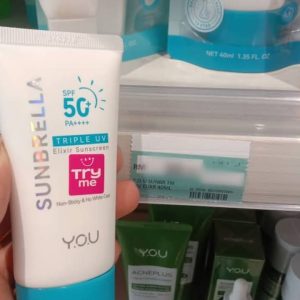 SUNBRELLA
SPF
50+
PA++++
TRIPLE UV
Elixir Sunscreen
Try
me
Non-Sticky & No White Cast
Y.O.U
NET 40ml 1.35 FL.OZ
Y.O.U
ACNEPLUS
Y.O.U